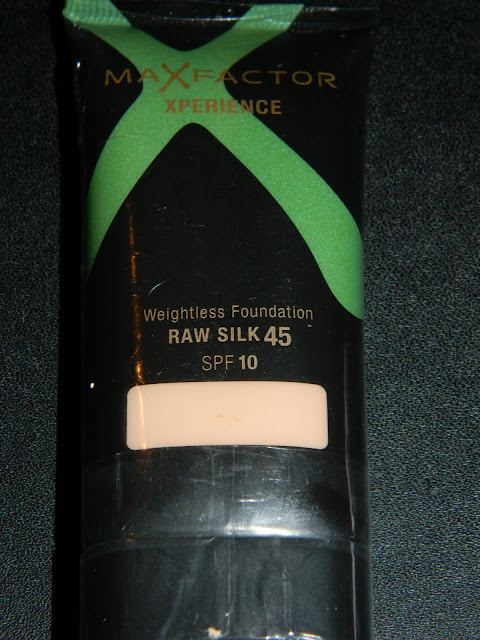 MAXFACTOR
XPERIENCE
Weightless Foundation
RAW SILK 45
SPF 10